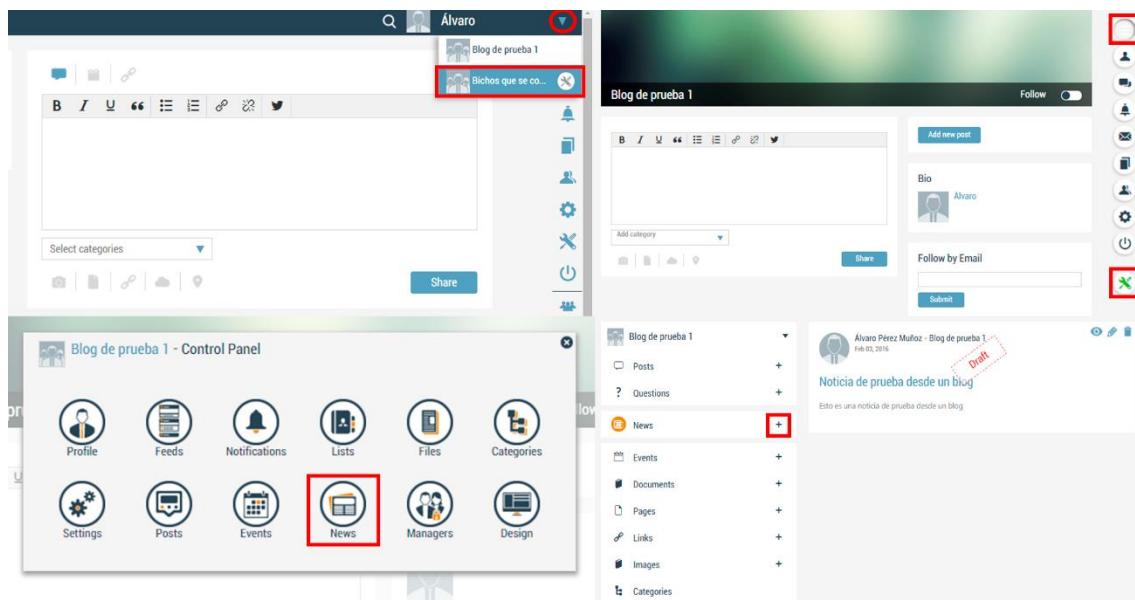 Álvaro
Blog de prueba 1
Bichos que se co...
B I U
Select categories
Share
Blog de prueba 1
Follow
B I U
Add category
Share
Add new post
Bio
Alvaro
Follow by Email
Submit
Blog de prueba 1 - Control Panel
Profile
Feeds
Notifications
Lists
Files
Categories
Settings
Posts
Events
News
Managers
Design
Blog de prueba 1
Posts +
? Questions +
News +
Events +
Documents +
Pages +
Links +
Images +
Categories
Álvaro Pérez Muñoz - Blog de prueba 1
Feb 03, 2016
Draft
Noticia de prueba desde un blog
Esto es una noticia de prueba desde un blog